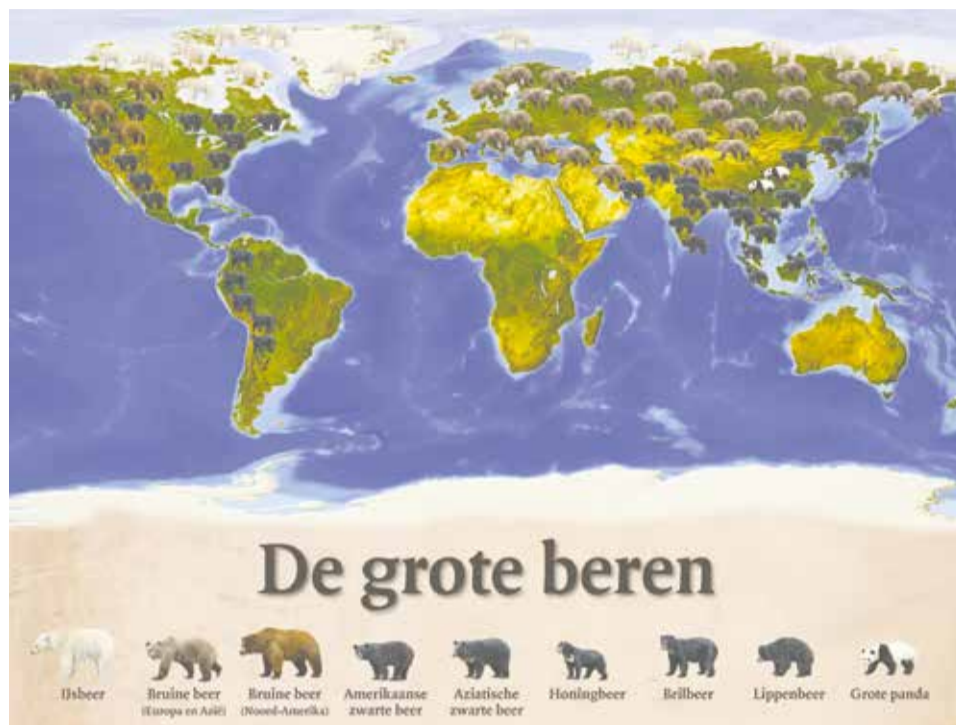 De grote beren
IJsbeer
Bruine beer
(Europa en Azië)
Bruine beer
(Noord-Amerika)
Amerikaanse
zwarte beer
Aziatische
zwarte beer
Honingbeer
Brilbeer
Lippenbeer
Grote panda